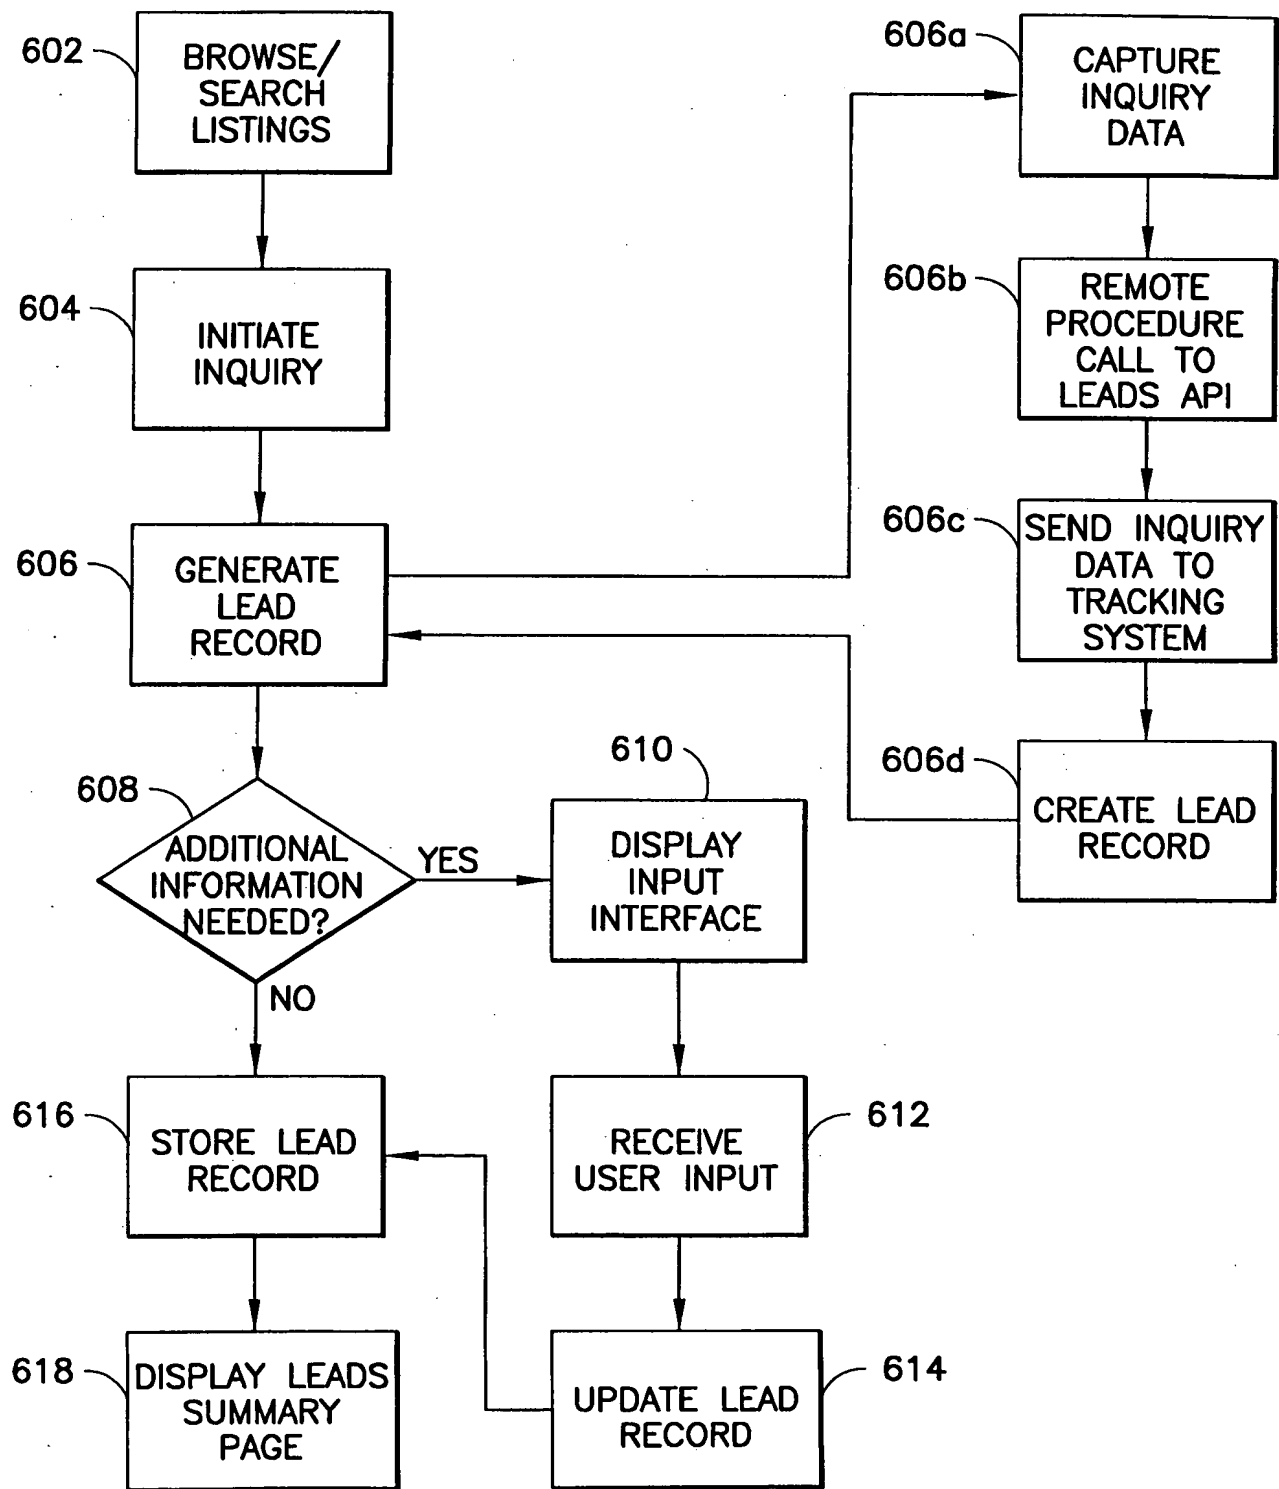 602
BROWSE/
SEARCH
LISTINGS
604
INITIATE
INQUIRY
606
GENERATE
LEAD
RECORD
606a
CAPTURE
INQUIRY
DATA
606b
REMOTE
PROCEDURE
CALL TO
LEADS API
606c
SEND INQUIRY
DATA TO
TRACKING
SYSTEM
606d
CREATE LEAD
RECORD
608
ADDITIONAL
INFORMATION
NEEDED?
YES
NO
610
DISPLAY
INPUT
INTERFACE
612
RECEIVE
USER INPUT
614
UPDATE LEAD
RECORD
616
STORE LEAD
RECORD
618
DISPLAY LEADS
SUMMARY
PAGE